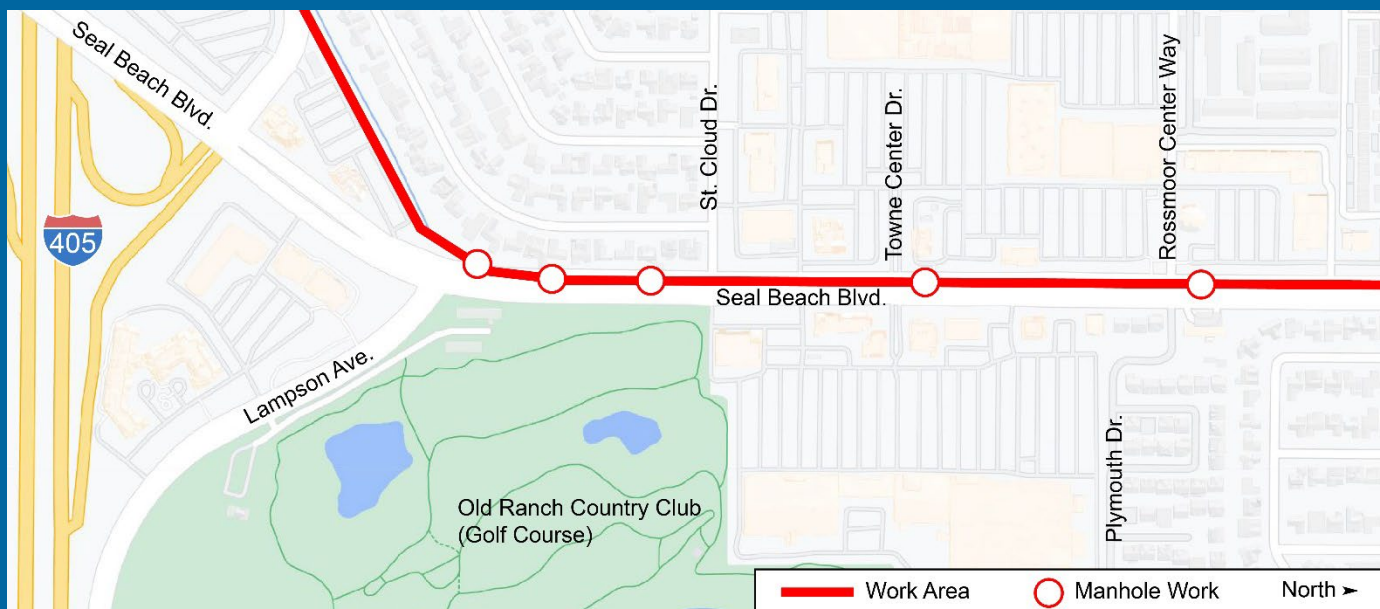 Seal Beach Blvd.
405
St. Cloud Dr.
Towne Center Dr.
Rossmoor Center Way
Seal Beach Blvd.
Lampson Ave.
Plymouth Dr.
Old Ranch Country Club
(Golf Course)
Work Area
Manhole Work
North ➤